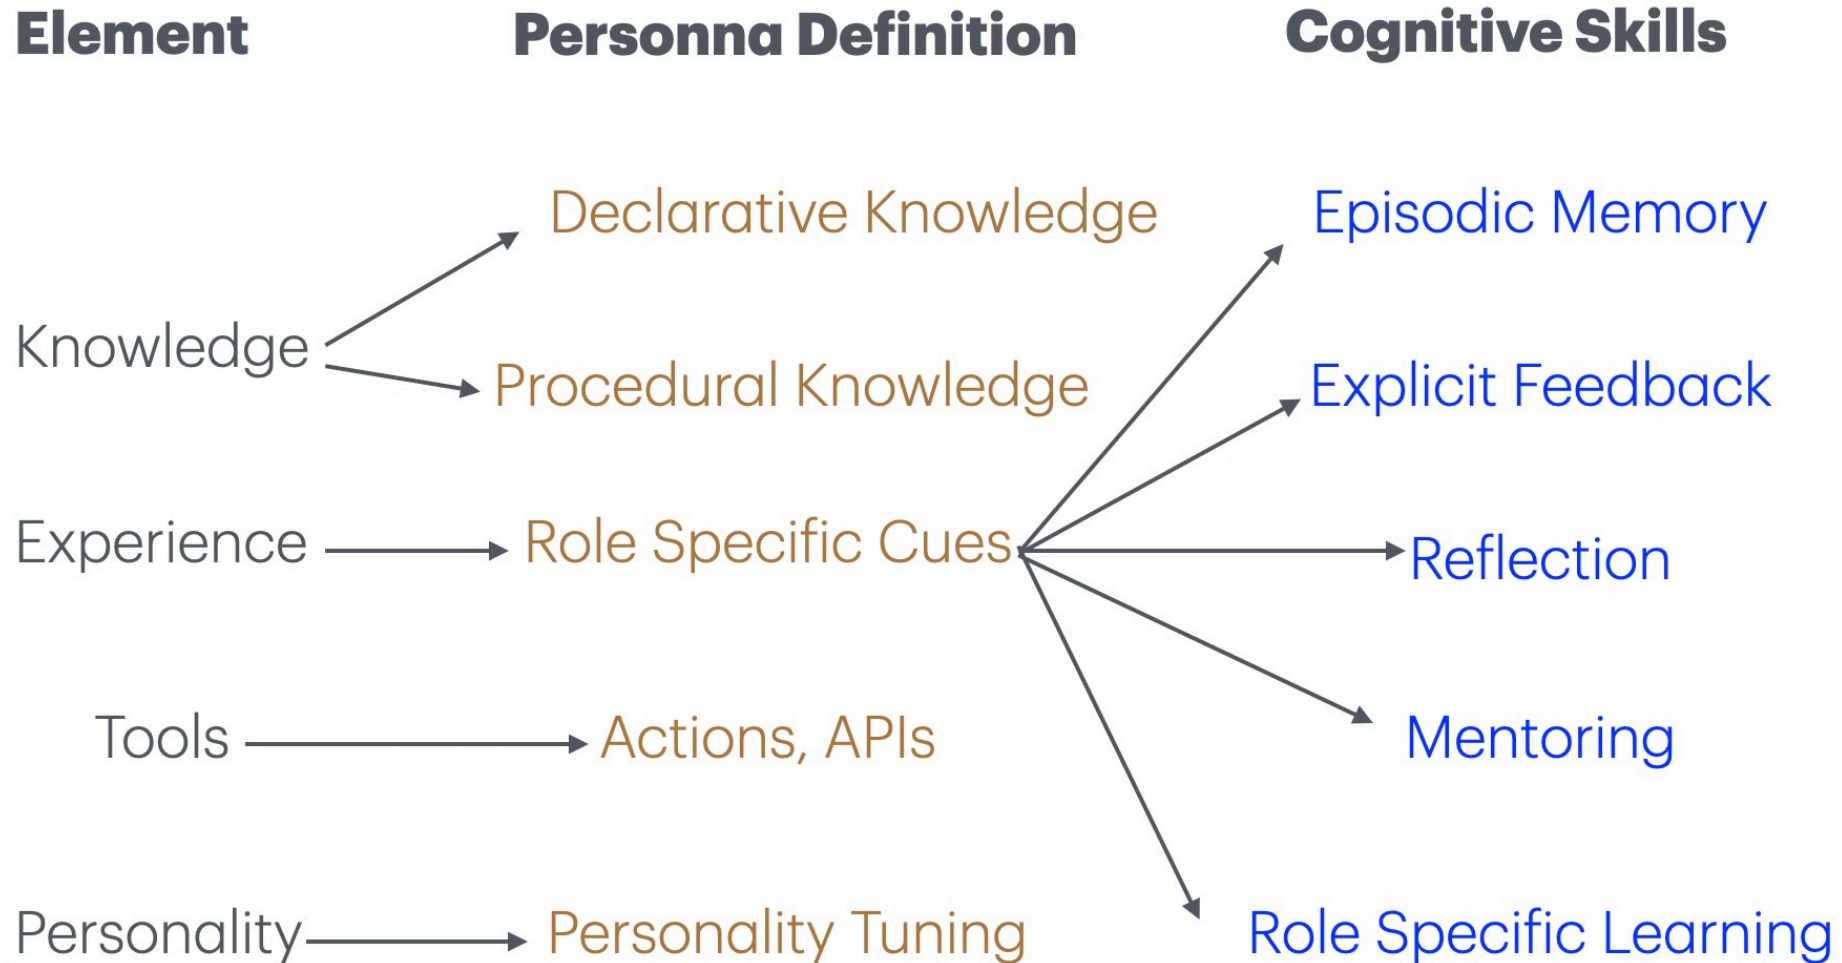 Element
Personna Definition
Cognitive Skills
Declarative Knowledge
Episodic Memory
Knowledge
Procedural Knowledge
Explicit Feedback
Experience
Role Specific Cues
Reflection
Tools
Actions, APIs
Mentoring
Personality
Personality Tuning
Role Specific Learning